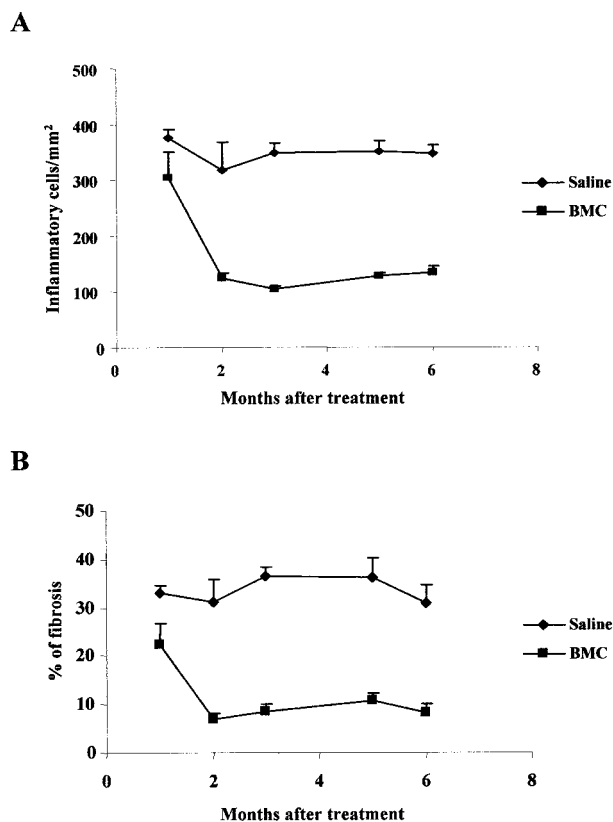 A
Inflammatory cells/mm²
500
400
300
200
100
0
0 2 4 6 8
Months after treatment
Saline
BMC
B
% of fibrosis
50
40
30
20
10
0
0 2 4 6 8
Months after treatment
Saline
BMC